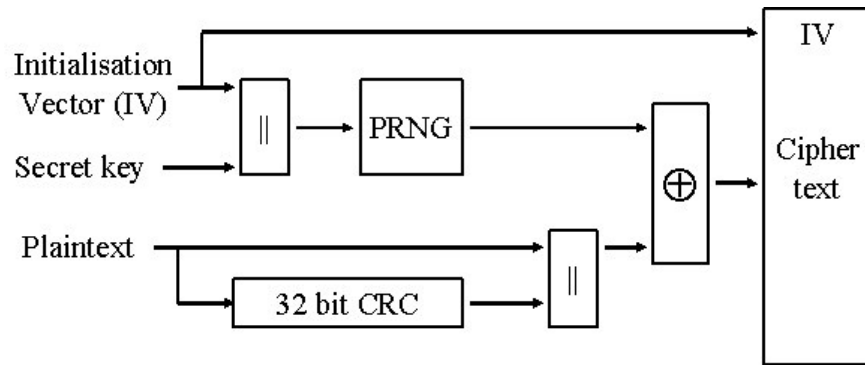 IV
Initialisation
Vector (IV)
||
PRNG
Secret key
Cipher
text
⊕
Plaintext
||
32 bit CRC